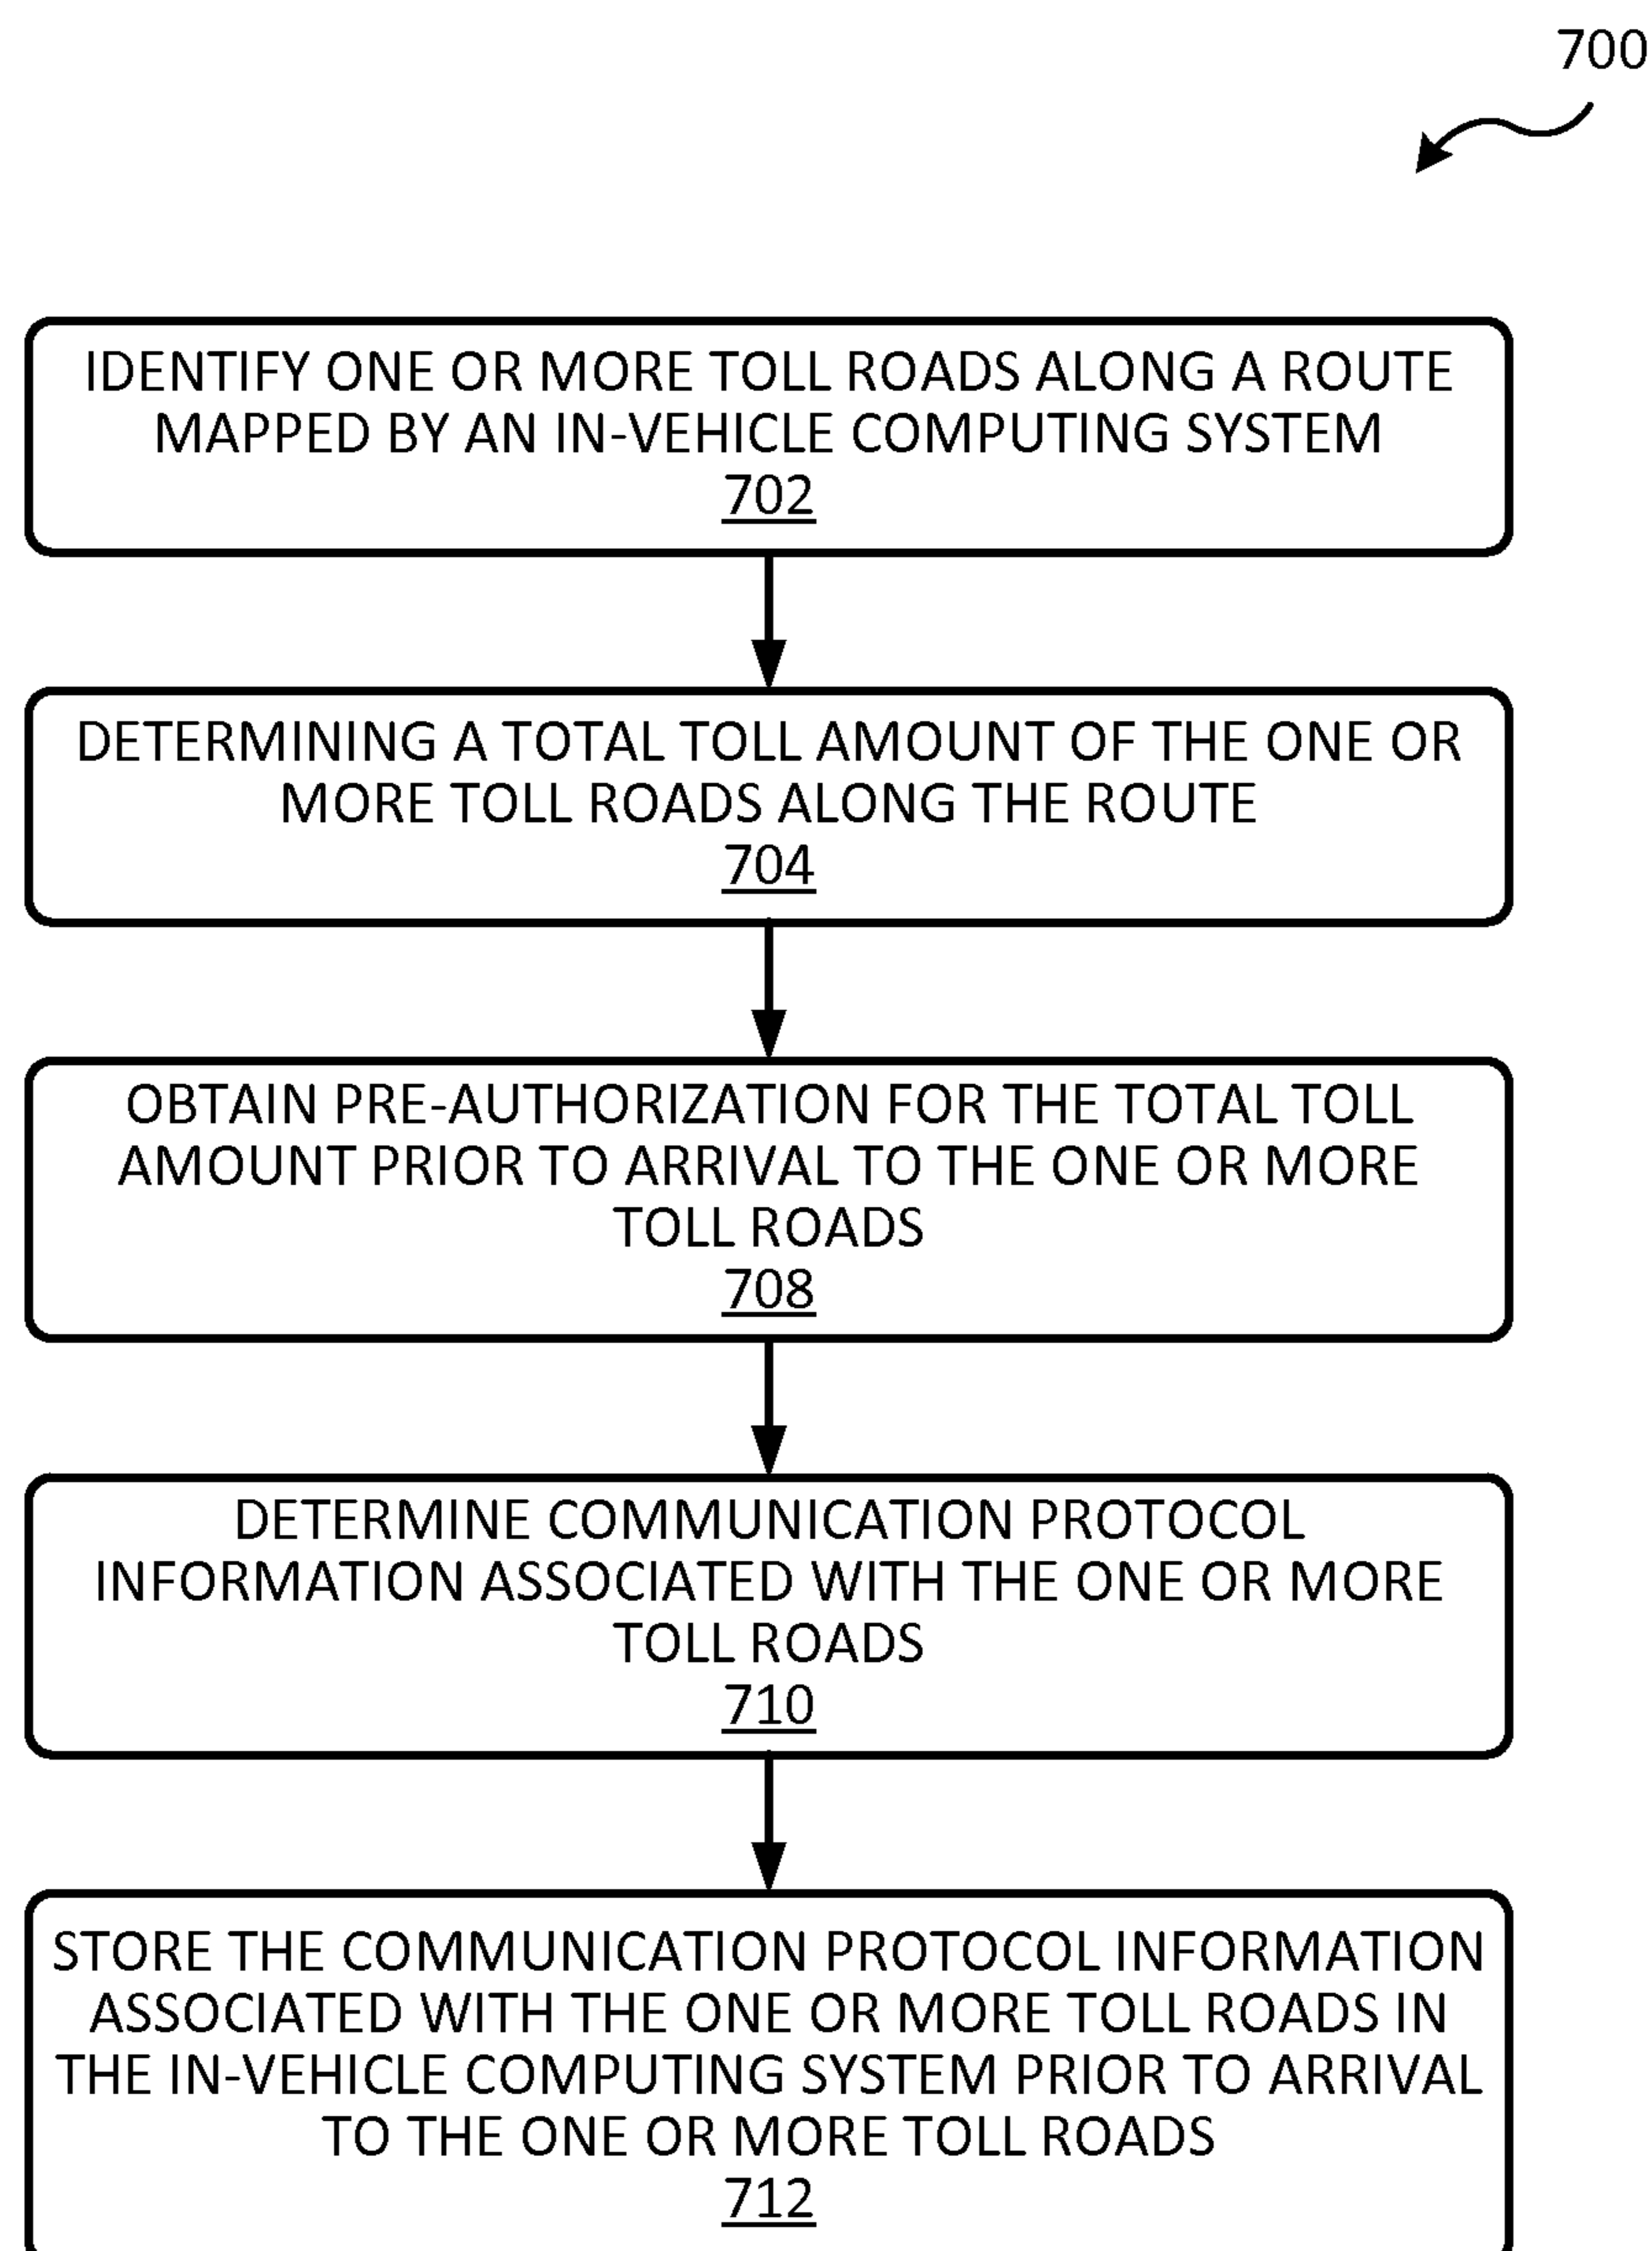 700
IDENTIFY ONE OR MORE TOLL ROADS ALONG A ROUTE
MAPPED BY AN IN-VEHICLE COMPUTING SYSTEM
702
DETERMINING A TOTAL TOLL AMOUNT OF THE ONE OR
MORE TOLL ROADS ALONG THE ROUTE
704
OBTAIN PRE-AUTHORIZATION FOR THE TOTAL TOLL
AMOUNT PRIOR TO ARRIVAL TO THE ONE OR MORE
TOLL ROADS
708
DETERMINE COMMUNICATION PROTOCOL
INFORMATION ASSOCIATED WITH THE ONE OR MORE
TOLL ROADS
710
STORE THE COMMUNICATION PROTOCOL INFORMATION
ASSOCIATED WITH THE ONE OR MORE TOLL ROADS IN
THE IN-VEHICLE COMPUTING SYSTEM PRIOR TO ARRIVAL
TO THE ONE OR MORE TOLL ROADS
712